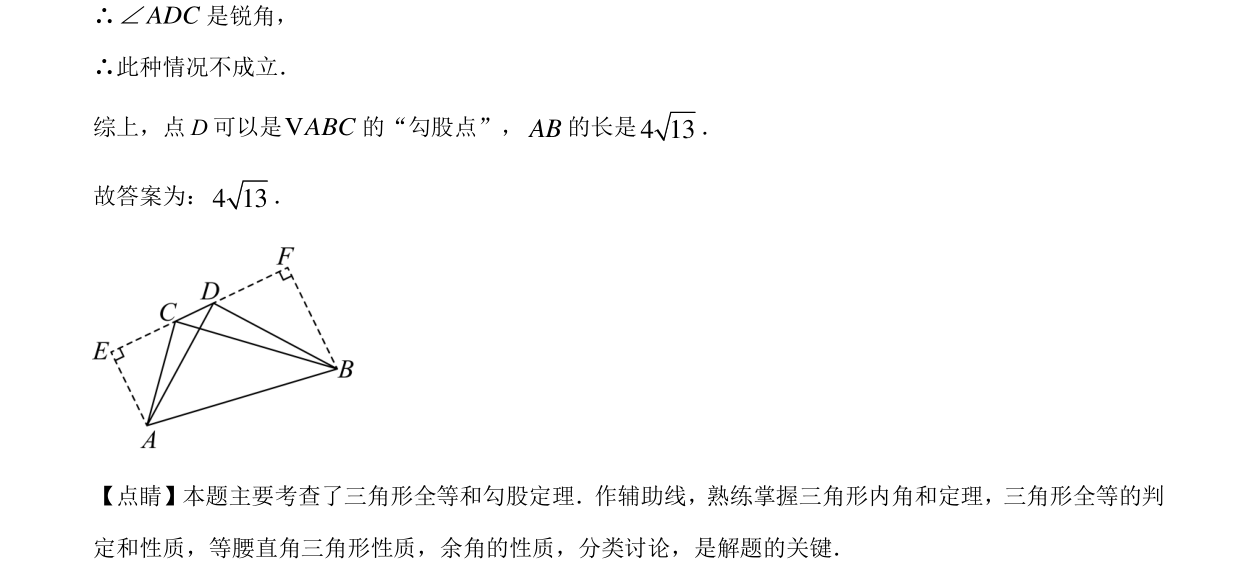 ∴∠ADC 是锐角，
∴此种情况不成立．
综上，点 D 可以是VABC 的“勾股点”，AB 的长是 4√13．
故答案为：4√13．
F
D
C
E
B
A
【点睛】本题主要考查了三角形全等和勾股定理．作辅助线，熟练掌握三角形内角和定理，三角形全等的判
定和性质，等腰直角三角形性质，余角的性质，分类讨论，是解题的关键．